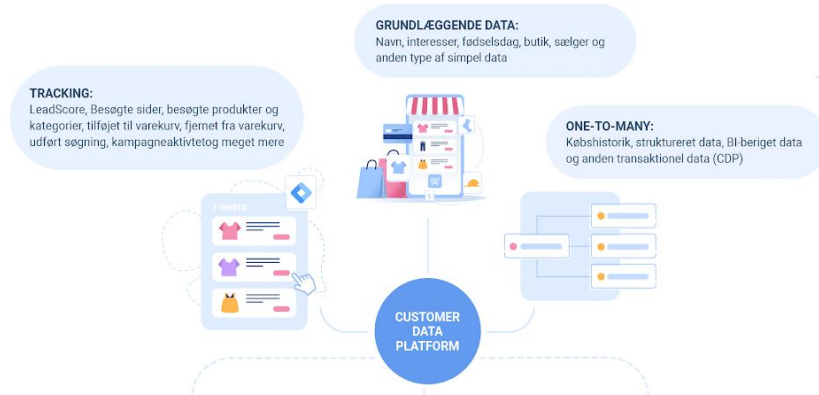 GRUNDLÆGGENDE DATA:
Navn, interesser, fødselsdag, butik, sælger og
anden type af simpel data
TRACKING:
LeadScore, Besøgte sider, besøgte produkter og
kategorier, tilføjet til varekurv, fjernet fra varekurv,
udført søgning, kampagneaktivtetog meget mere
ONE-TO-MANY:
Købshistorik, struktureret data, BI-beriget data
og anden transaktionel data (CDP)
T-SHIRTS
CUSTOMER
DATA
PLATFORM